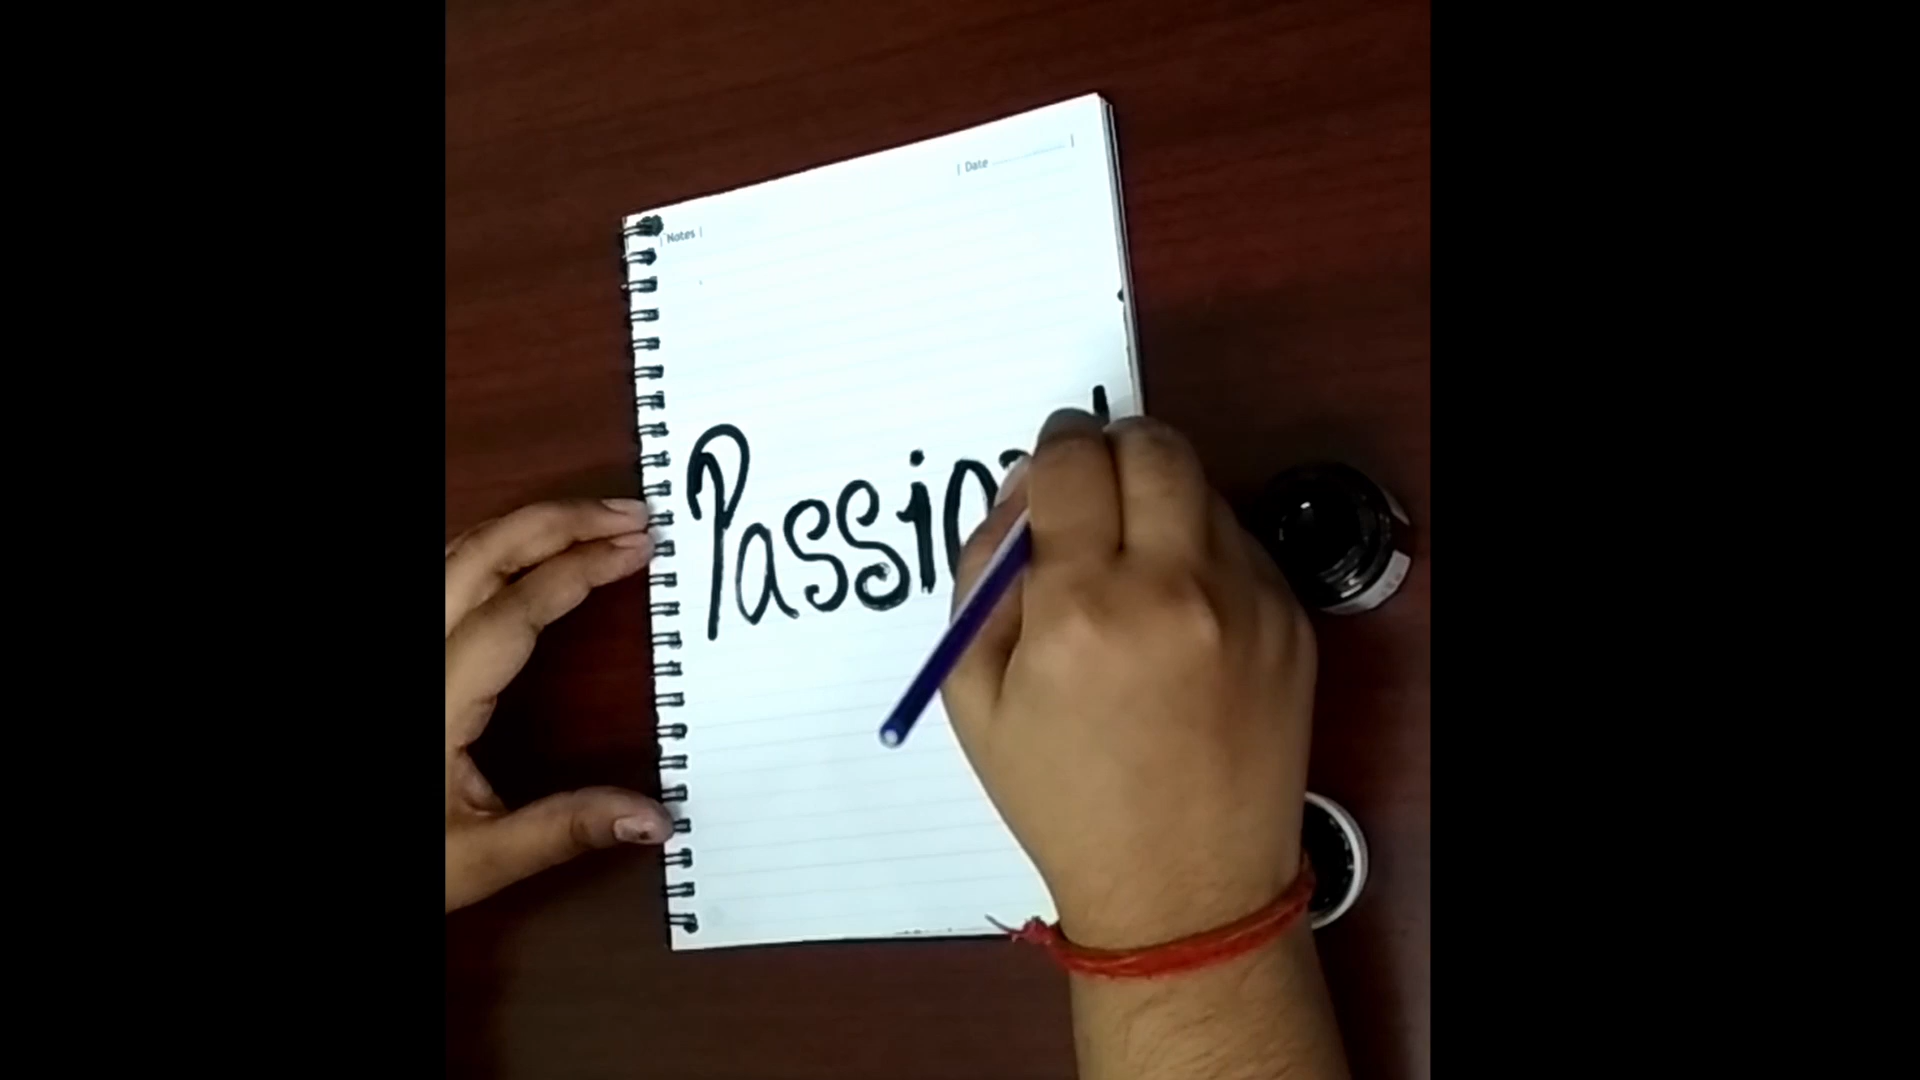 | Date
| Notes |
Passio